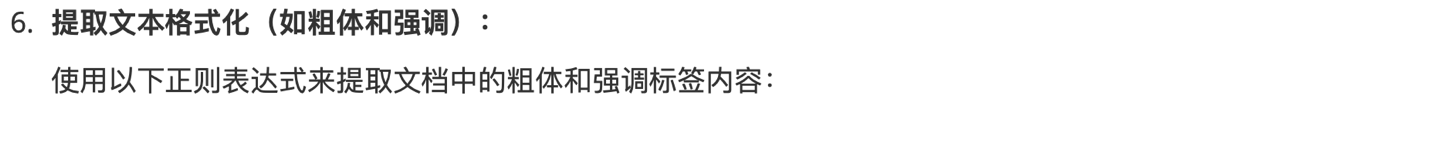 6. 提取文本格式化（如粗体和强调）：
使用以下正则表达式来提取文档中的粗体和强调标签内容：